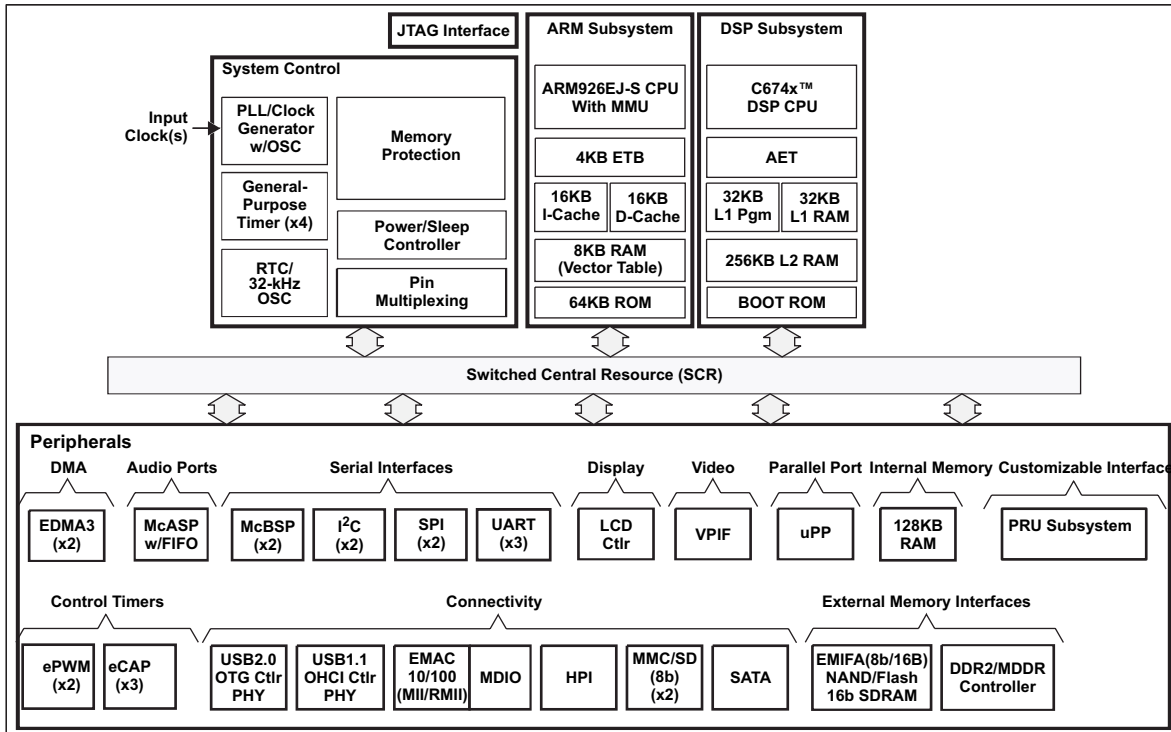 JTAG Interface
ARM Subsystem
DSP Subsystem
System Control
Input
Clock(s)
PLL/Clock
Generator
w/OSC
General-
Purpose
Timer (x4)
RTC/
32-kHz
OSC
Memory
Protection
Power/Sleep
Controller
Pin
Multiplexing
ARM926EJ-S CPU
With MMU
4KB ETB
16KB
I-Cache
16KB
D-Cache
8KB RAM
(Vector Table)
64KB ROM
C674x™
DSP CPU
AET
32KB
L1 Pgm
32KB
L1 RAM
256KB L2 RAM
BOOT ROM
Switched Central Resource (SCR)
Peripherals
DMA
EDMA3
(x2)
Audio Ports
McASP
w/FIFO
Serial Interfaces
McBSP
(x2)
I²C
(x2)
SPI
(x2)
UART
(x3)
Display
LCD
Ctlr
Video
VPIF
Parallel Port
uPP
Internal Memory
128KB
RAM
Customizable Interface
PRU Subsystem
Control Timers
ePWM
(x2)
eCAP
(x3)
Connectivity
USB2.0
OTG Ctlr
PHY
USB1.1
OHCI Ctlr
PHY
EMAC
10/100
(MII/RMII)
MDIO
HPI
MMC/SD
(8b)
(x2)
SATA
External Memory Interfaces
EMIFA(8b/16B)
NAND/Flash
16b SDRAM
DDR2/MDDR
Controller